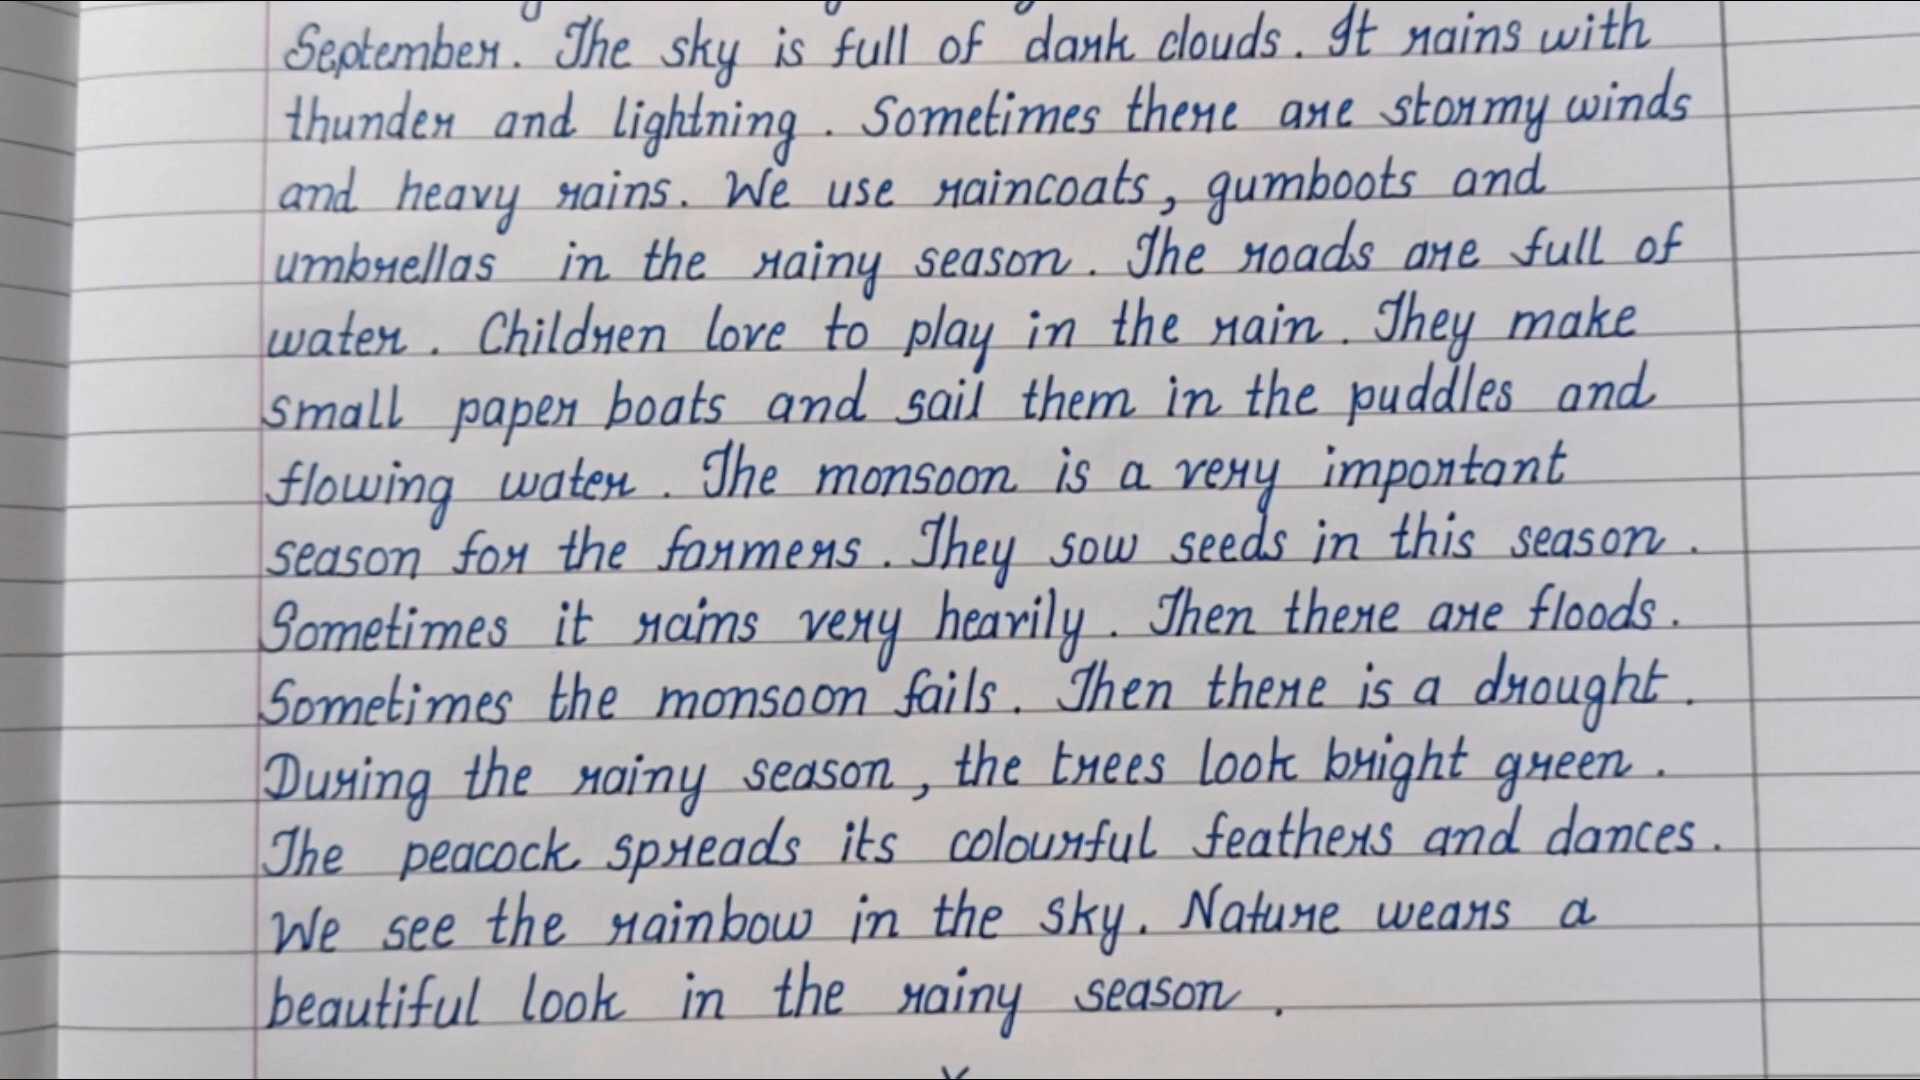 September. The sky is full of dark clouds. It rains with
thunder and lightning. Sometimes there are stormy winds
and heavy rains. We use raincoats, gumboots and
umbrellas in the rainy season. The roads are full of
water. Children love to play in the rain. They make
small paper boats and sail them in the puddles and
flowing water. The monsoon is a very important
season for the farmers. They sow seeds in this season.
Sometimes it rains very heavily. Then there are floods.
Sometimes the monsoon fails. Then there is a drought.
During the rainy season, the trees look bright green.
The peacock spreads its colourful feathers and dances.
We see the rainbow in the sky. Nature wears a
beautiful look in the rainy season.